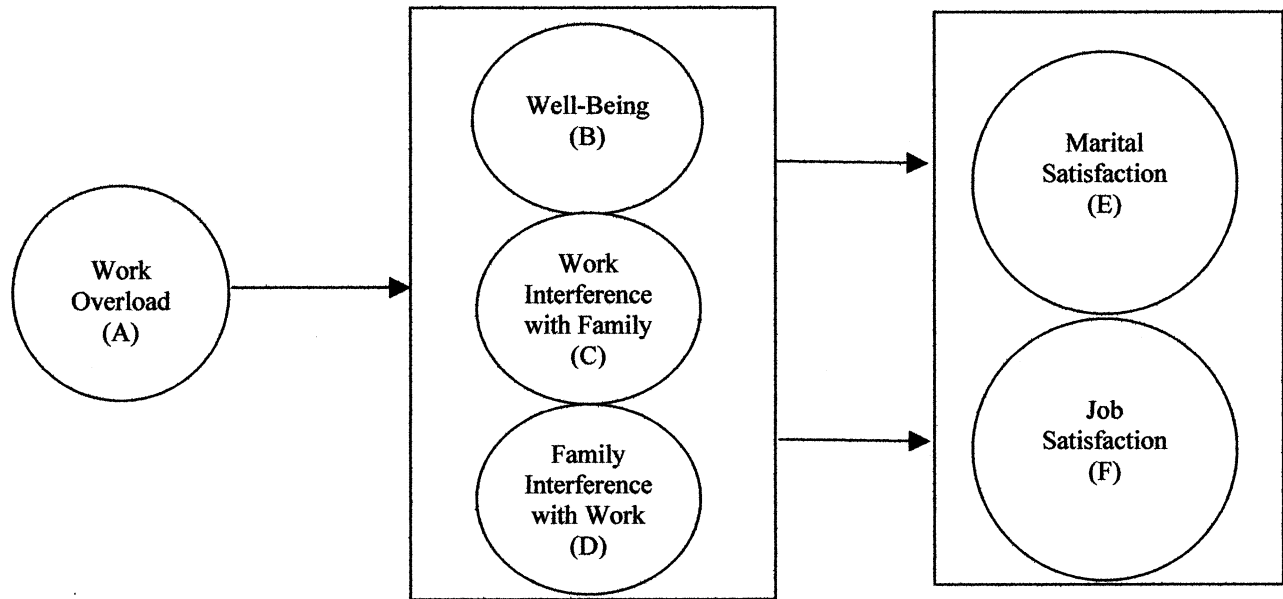 Work
Overload
(A)
Well-Being
(B)
Work
Interference
with Family
(C)
Family
Interference
with Work
(D)
Marital
Satisfaction
(E)
Job
Satisfaction
(F)